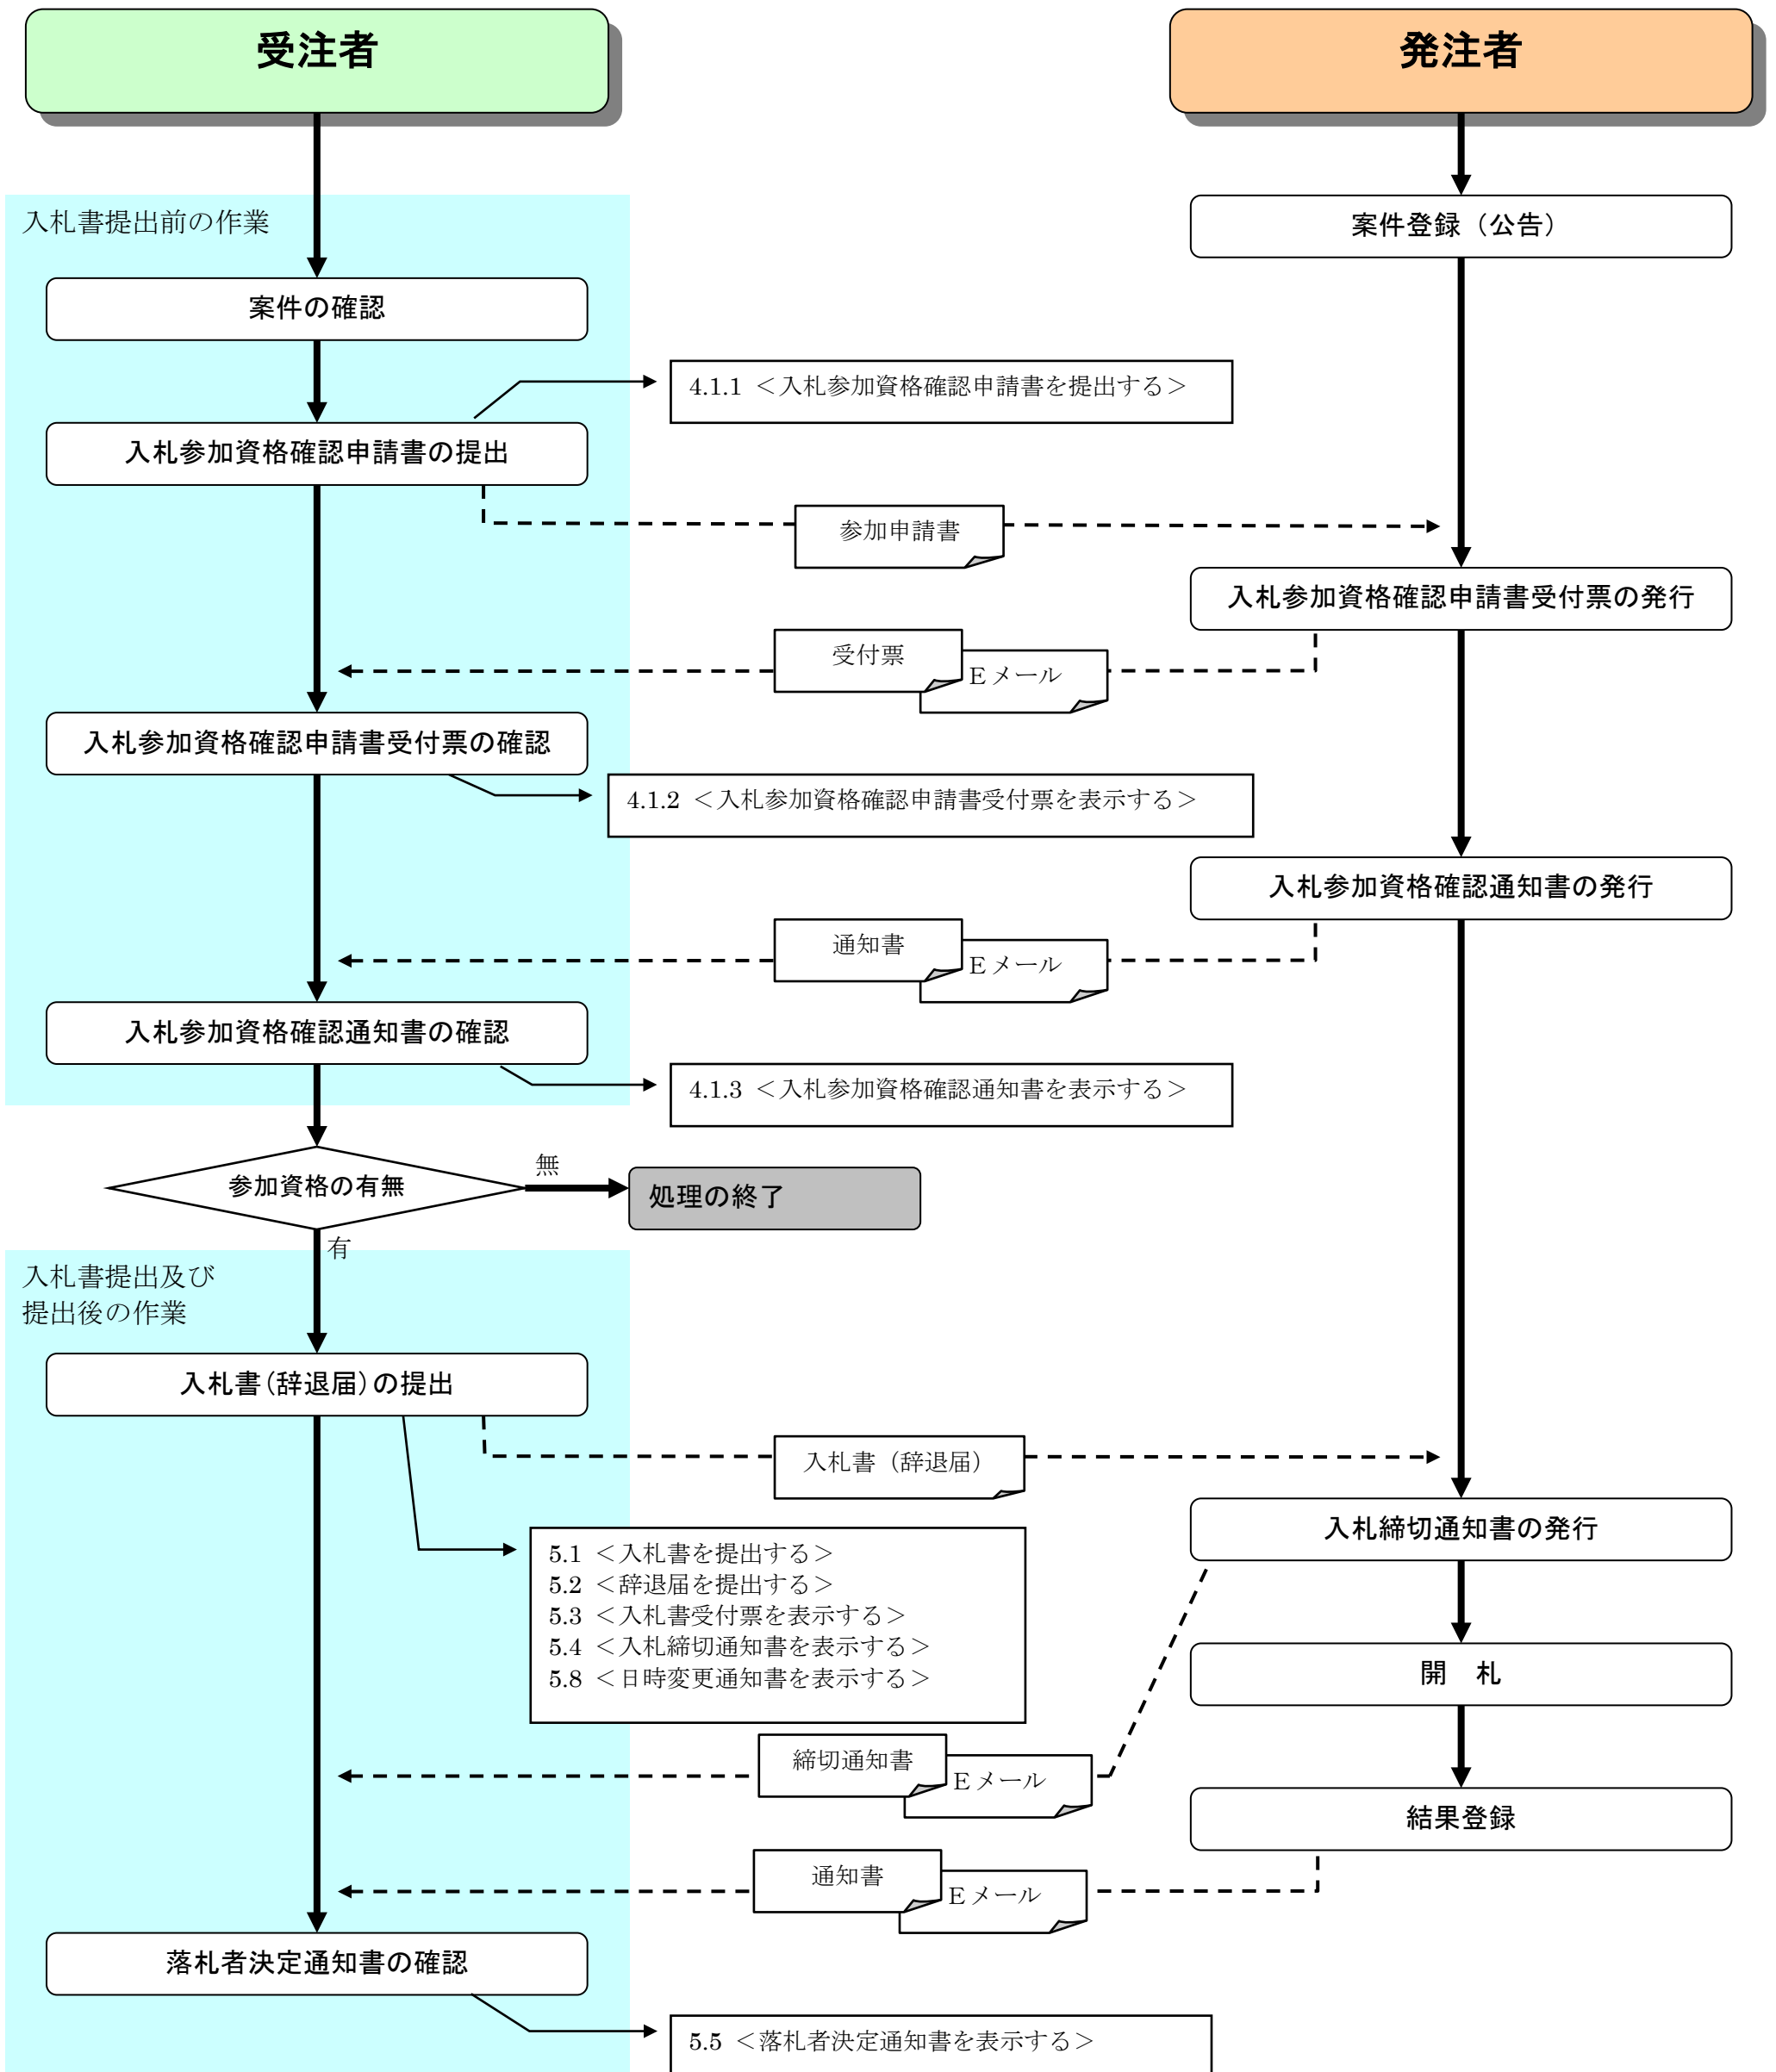 受注者
発注者
入札書提出前の作業
案件登録（公告）
案件の確認
4.1.1 ＜入札参加資格確認申請書を提出する＞
入札参加資格確認申請書の提出
参加申請書
入札参加資格確認申請書受付票の発行
受付票
Ｅメール
入札参加資格確認申請書受付票の確認
4.1.2 ＜入札参加資格確認申請書受付票を表示する＞
入札参加資格確認通知書の発行
通知書
Ｅメール
入札参加資格確認通知書の確認
4.1.3 ＜入札参加資格確認通知書を表示する＞
参加資格の有無
無
処理の終了
有
入札書提出及び
提出後の作業
入札書(辞退届)の提出
入札書（辞退届）
入札締切通知書の発行
5.1 ＜入札書を提出する＞
5.2 ＜辞退届を提出する＞
5.3 ＜入札書受付票を表示する＞
5.4 ＜入札締切通知書を表示する＞
5.8 ＜日時変更通知書を表示する＞
開　札
締切通知書
Ｅメール
結果登録
通知書
Ｅメール
落札者決定通知書の確認
5.5 ＜落札者決定通知書を表示する＞